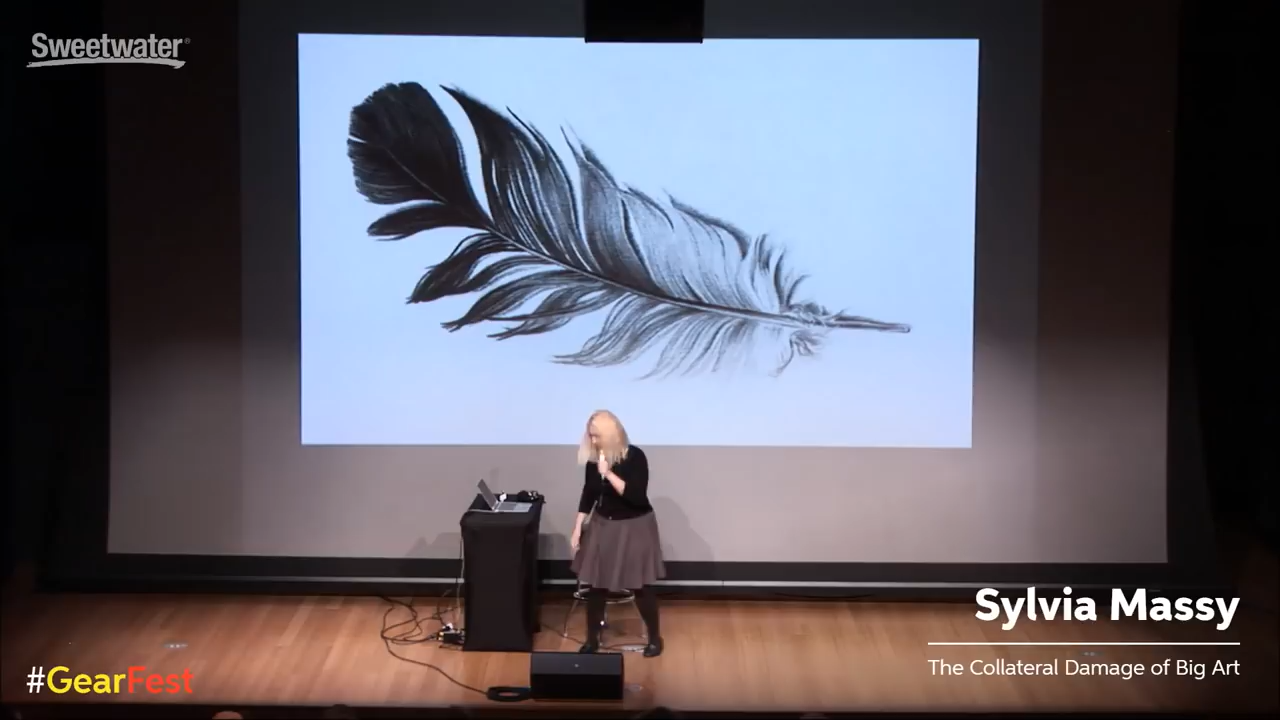 Sweetwater®
Sylvia Massy
The Collateral Damage of Big Art
#GearFest